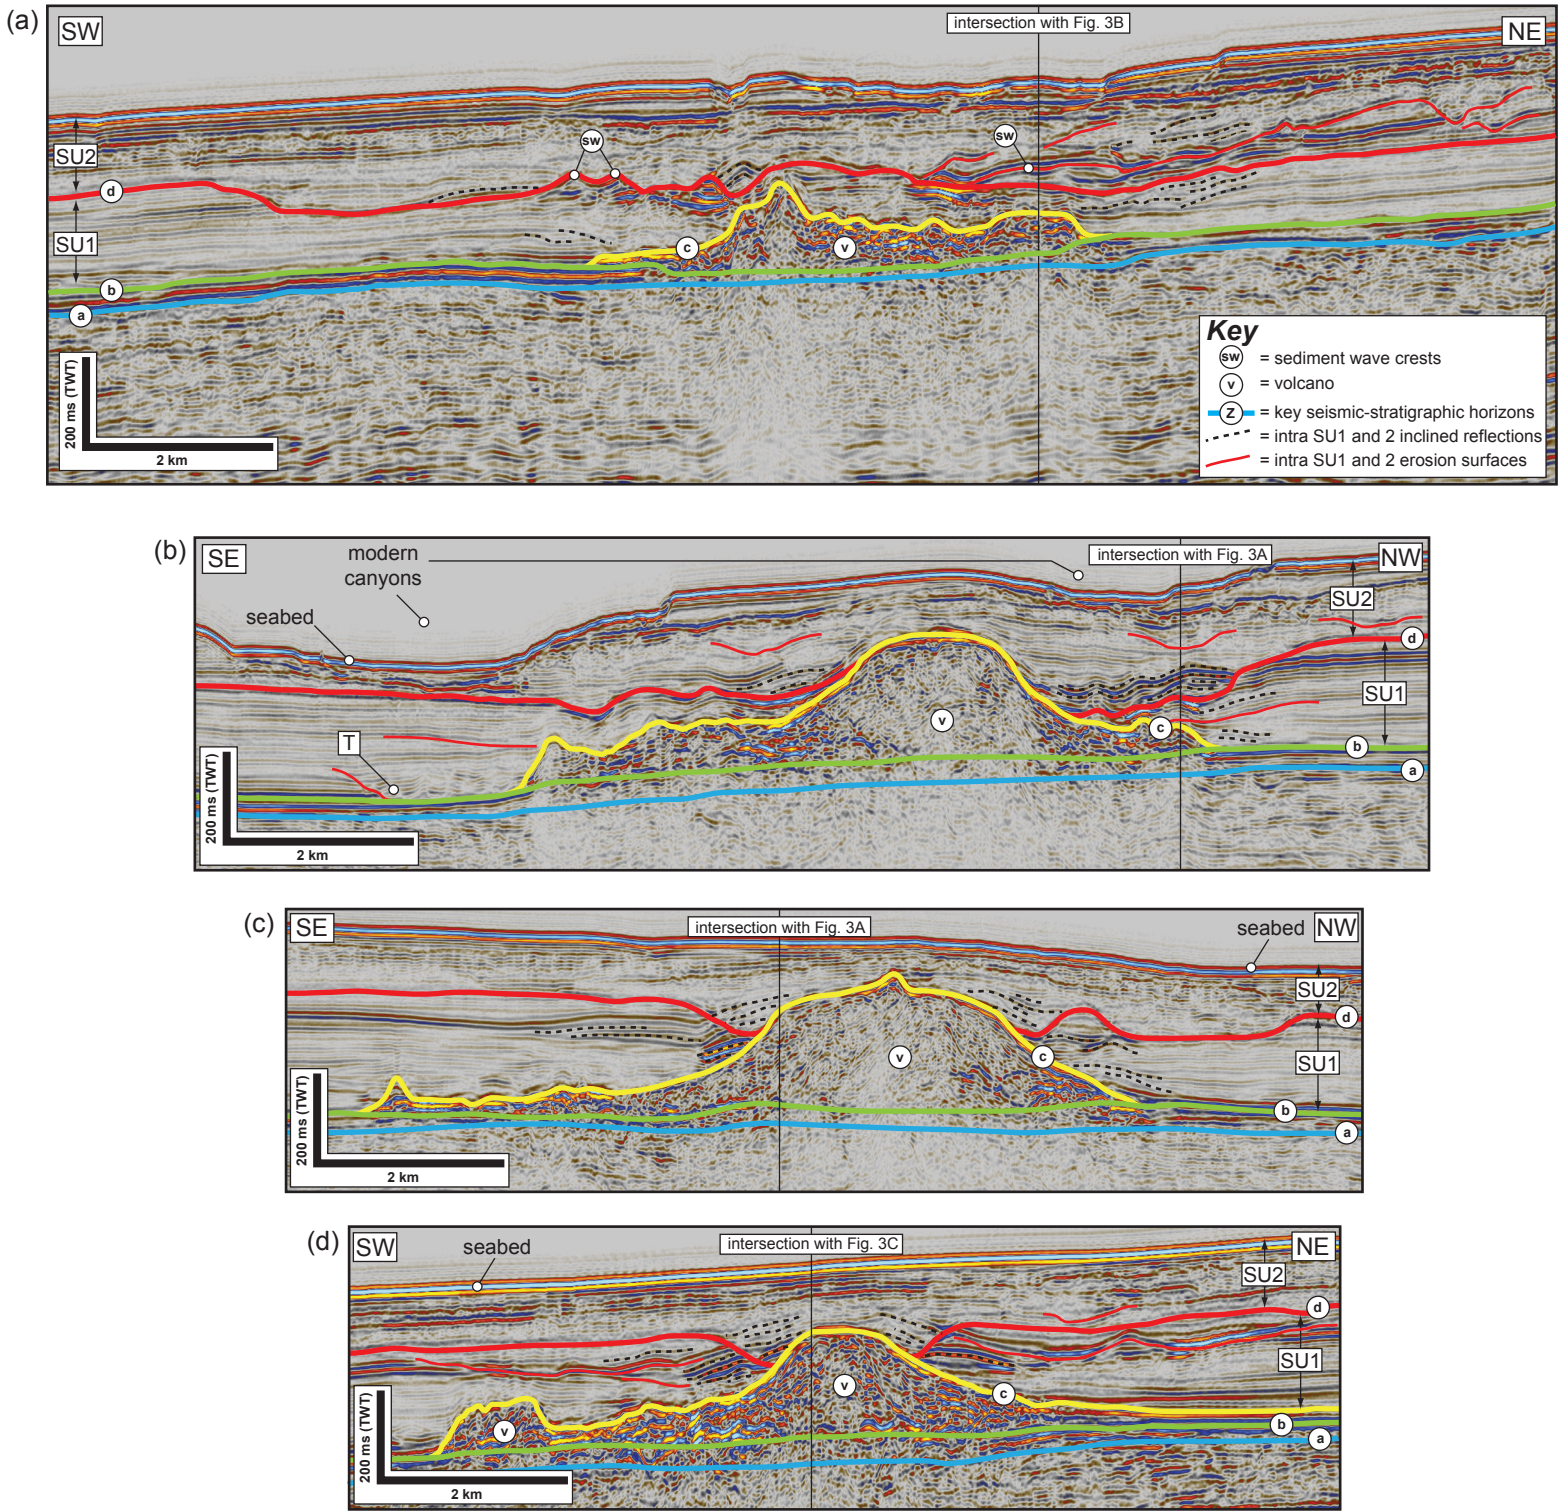 (a)
SW
intersection with Fig. 3B
NE
sw
sw
SU2
d
SU1
c
v
b
a
200 ms (TWT)
2 km
Key
sw = sediment wave crests
v = volcano
Z = key seismic-stratigraphic horizons
= intra SU1 and 2 inclined reflections
= intra SU1 and 2 erosion surfaces
(b)
SE
modern
canyons
intersection with Fig. 3A
NW
seabed
SU2
d
SU1
v
c
T
b
a
200 ms (TWT)
2 km
(c)
SE
intersection with Fig. 3A
seabed
NW
SU2
d
v
c
SU1
b
a
200 ms (TWT)
2 km
(d)
SW
seabed
intersection with Fig. 3C
NE
SU2
d
SU1
v
c
v
b
a
200 ms (TWT)
2 km